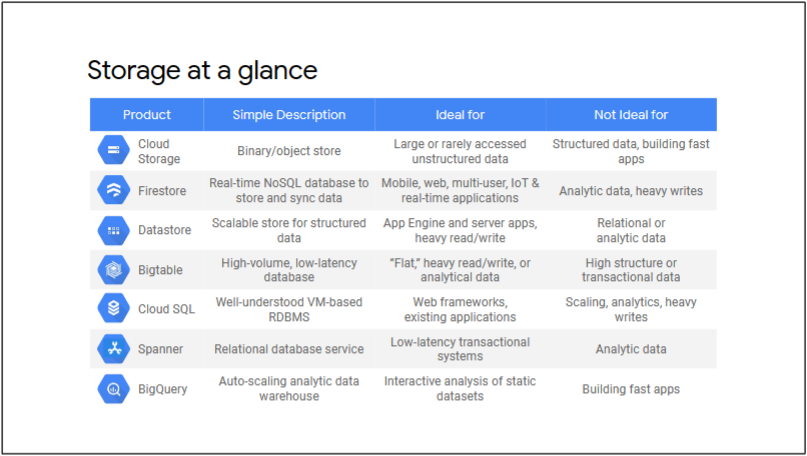 Storage at a glance
Product Simple Description Ideal for Not Ideal for
Cloud Storage Binary/object store Large or rarely accessed unstructured data Structured data, building fast apps
Firestore Real-time NoSQL database to store and sync data Mobile, web, multi-user, IoT & real-time applications Analytic data, heavy writes
Datastore Scalable store for structured data App Engine and server apps, heavy read/write Relational or analytic data
Bigtable High-volume, low-latency database "Flat," heavy read/write, or analytical data High structure or transactional data
Cloud SQL Well-understood VM-based RDBMS Web frameworks, existing applications Scaling, analytics, heavy writes
Spanner Relational database service Low-latency transactional systems Analytic data
BigQuery Auto-scaling analytic data warehouse Interactive analysis of static datasets Building fast apps